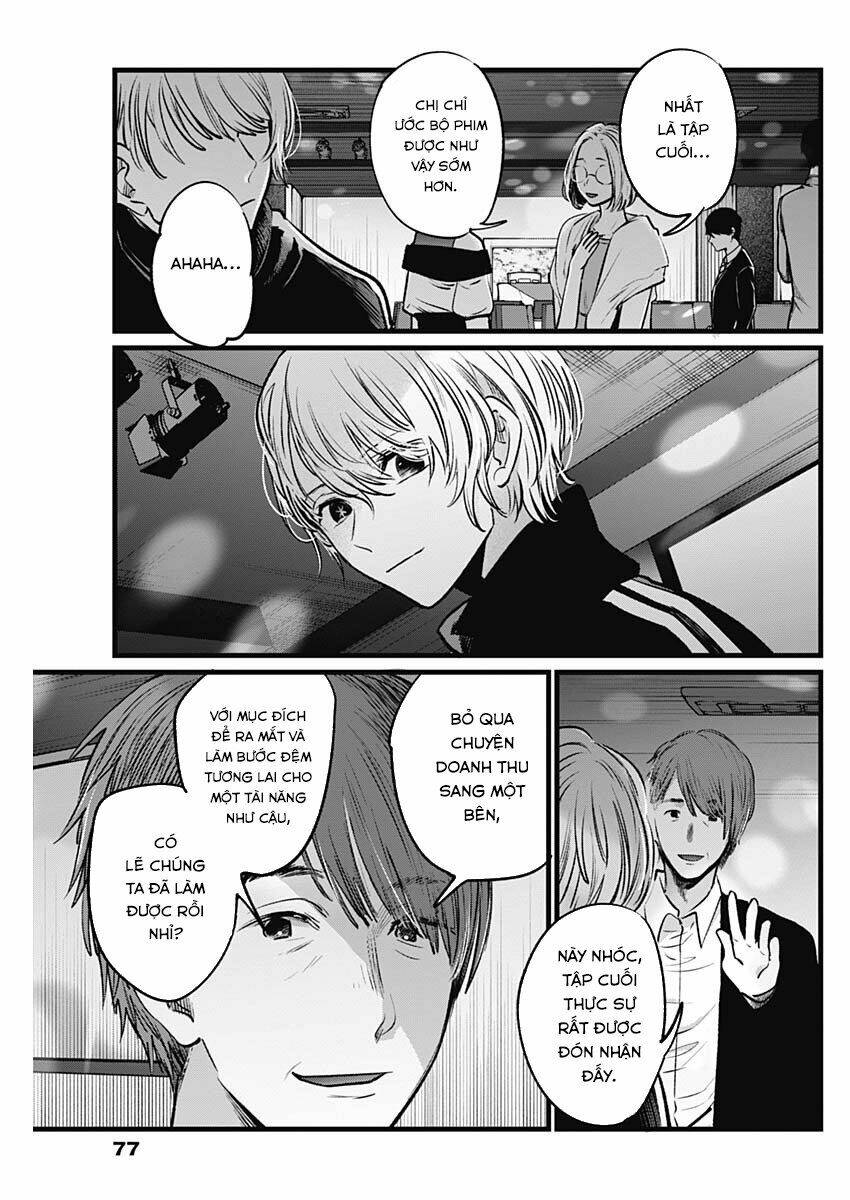 NHẤT
LÀ TẬP
CUỐI...
CHỊ CHỈ
ƯỚC BỘ PHIM
ĐƯỢC NHƯ
VẬY SỚM
HƠN.
AHAHA...
NÀY NHÓC,
TẬP CUỐI
THỰC SỰ
RẤT ĐƯỢC
ĐÓN NHẬN
ĐẤY.
BỎ QUA
CHUYỆN
DOANH THU
SANG MỘT
BÊN,
VỚI MỤC ĐÍCH
ĐỂ RA MẮT VÀ
LÀM BƯỚC ĐỆM
TƯƠNG LAI CHO
MỘT TÀI NĂNG
NHƯ CẬU,
CÓ
LẼ CHÚNG
TA ĐÃ LÀM
ĐƯỢC RỒI
NHỈ?
77